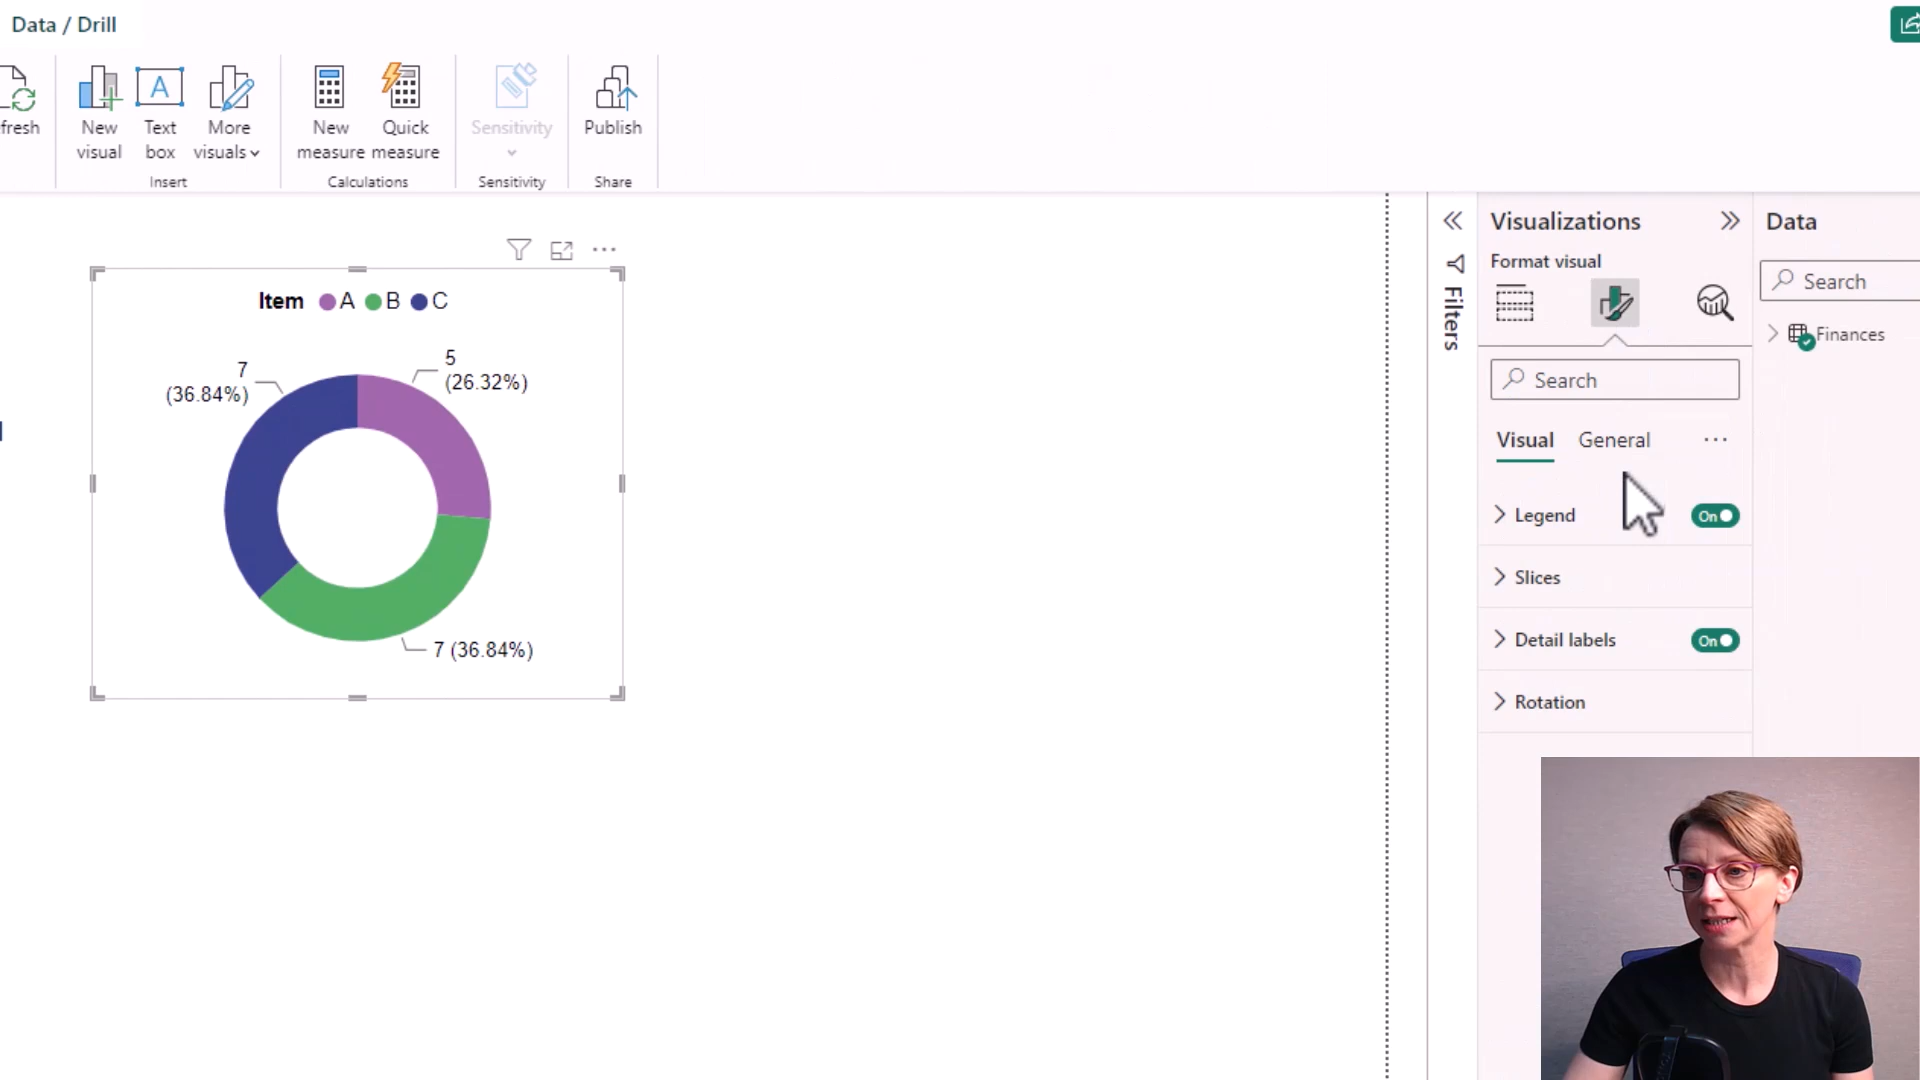 Data / Drill
fresh
New visual
Text box
More visuals
Insert
New measure
Quick measure
Calculations
Sensitivity
Sensitivity
Publish
Share
Item A B C
7 (36.84%)
5 (26.32%)
7 (36.84%)
Filters
Visualizations
Format visual
Search
Visual General
Legend On
Slices
Detail labels On
Rotation
Data
Search
Finances